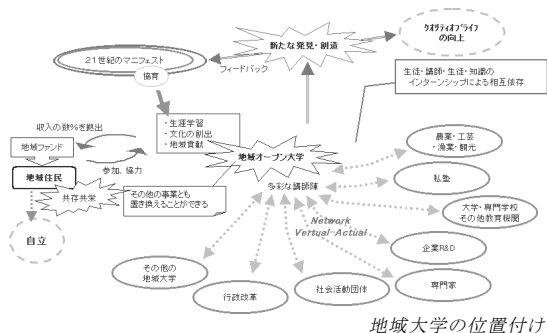 クオリティオブライフ
の向上
新たな発見・創造
21世紀のマニフェスト
協育
フィードバック
生徒・講師・生徒・知識の
インターンシップによる相互依存
・生涯学習
・文化の創出
・地域貢献
収入の数%を拠出
地域ファンド
参加、協力
地域住民
共存共栄
自立
地域オープン大学
多彩な講師陣
その他の事業とも
置き換えることができる
Network
Vertual-Actual
農業・工芸
・漁業・観光
私塾
大学・専門学校
その他教育機関
企業R&D
専門家
社会活動団体
行政改革
その他の
地域大学
地域大学の位置付け